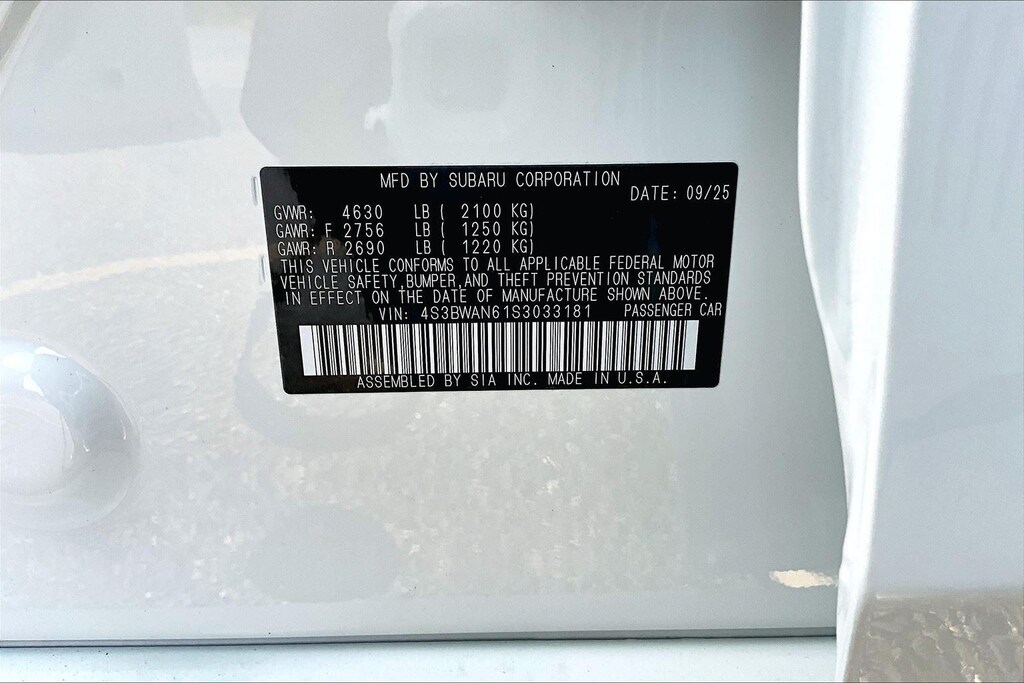 MFD BY SUBARU CORPORATION
DATE: 09/25
GVWR: 4630 LB ( 2100 KG)
GAWR: F 2756 LB ( 1250 KG)
GAWR: R 2690 LB ( 1220 KG)
THIS VEHICLE CONFORMS TO ALL APPLICABLE FEDERAL MOTOR
VEHICLE SAFETY,BUMPER,AND THEFT PREVENTION STANDARDS
IN EFFECT ON THE DATE OF MANUFACTURE SHOWN ABOVE.
VIN: 4S3BWAN61S3033181 PASSENGER CAR
ASSEMBLED BY SIA INC. MADE IN U.S.A.